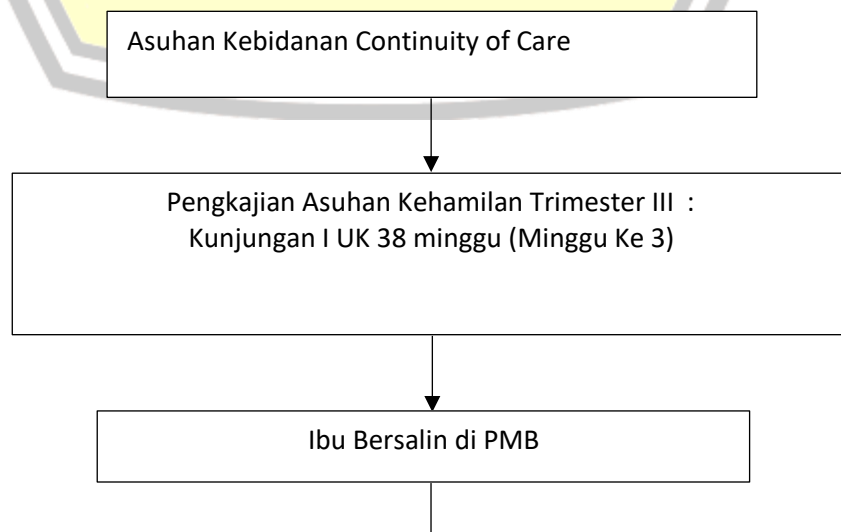 Asuhan Kebidanan Continuity of Care
Pengkajian Asuhan Kehamilan Trimester III :
Kunjungan I UK 38 minggu (Minggu Ke 3)
Ibu Bersalin di PMB